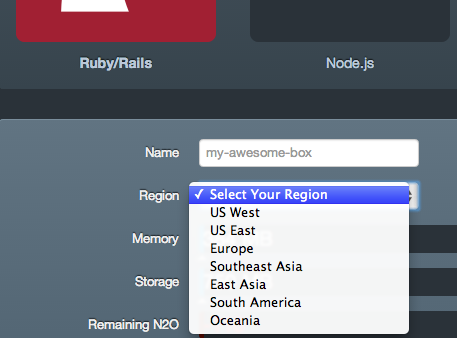 Ruby/Rails
Node.js
Name
my-awesome-box
Region
✓ Select Your Region
US West
US East
Europe
Southeast Asia
East Asia
South America
Oceania
Memory
Storage
Remaining N2O